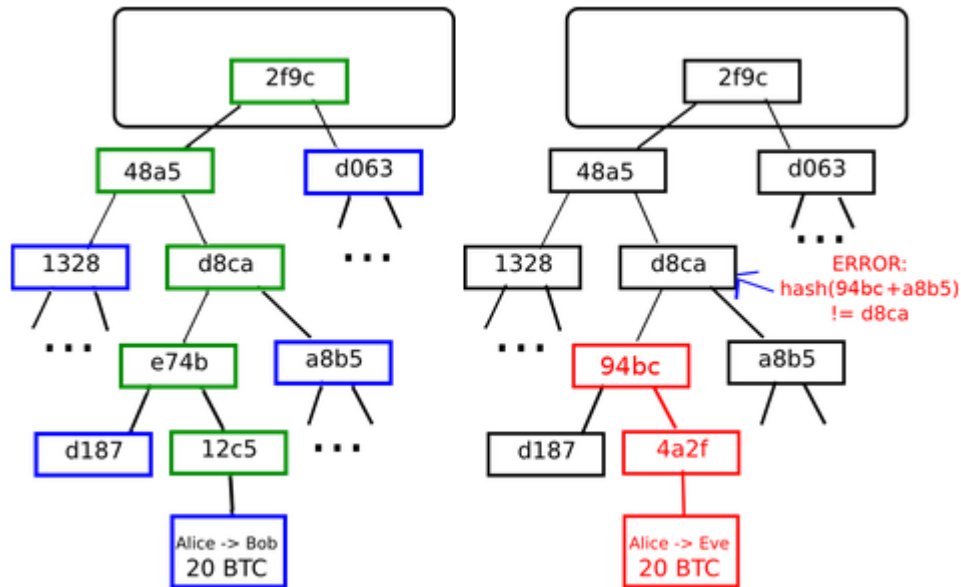 2f9c
48a5
d063
1328
d8ca
...
...
e74b
a8b5
d187
12c5
...
Alice -> Bob
20 BTC
2f9c
48a5
d063
1328
d8ca
...
ERROR:
hash(94bc+a8b5)
!= d8ca
...
94bc
a8b5
d187
4a2f
Alice -> Eve
20 BTC